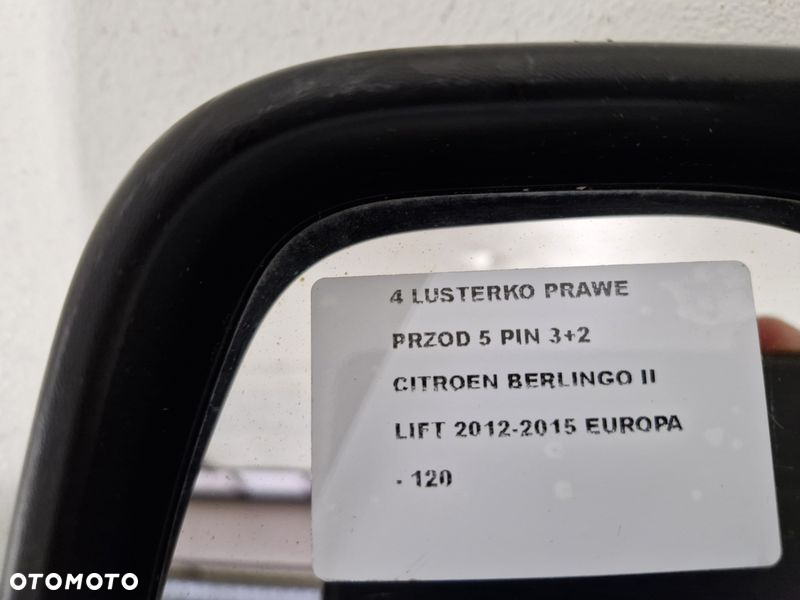 4 LUSTERKO PRAWE
PRZOD 5 PIN 3+2
CITROEN BERLINGO II
LIFT 2012-2015 EUROPA
- 120
OTOMOTO